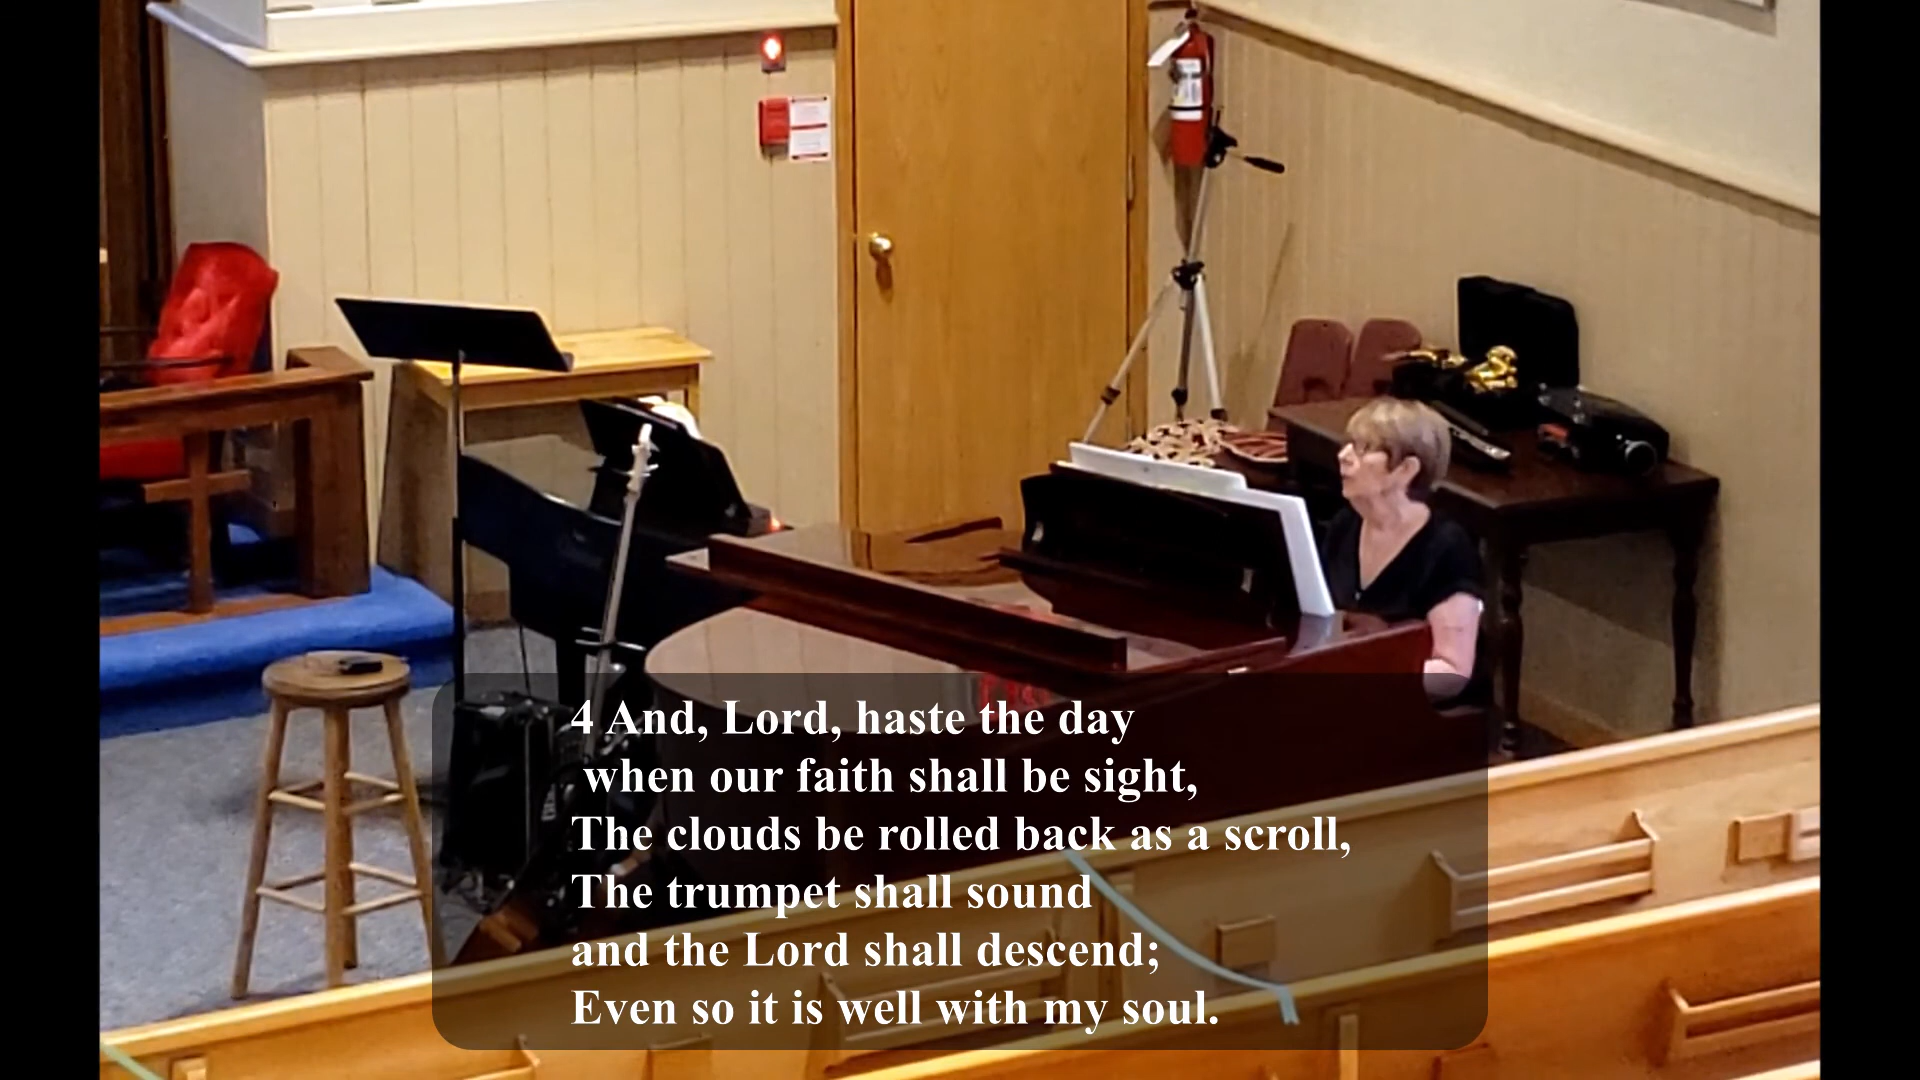 4 And, Lord, haste the day
when our faith shall be sight,
The clouds be rolled back as a scroll,
The trumpet shall sound
and the Lord shall descend;
Even so it is well with my soul.